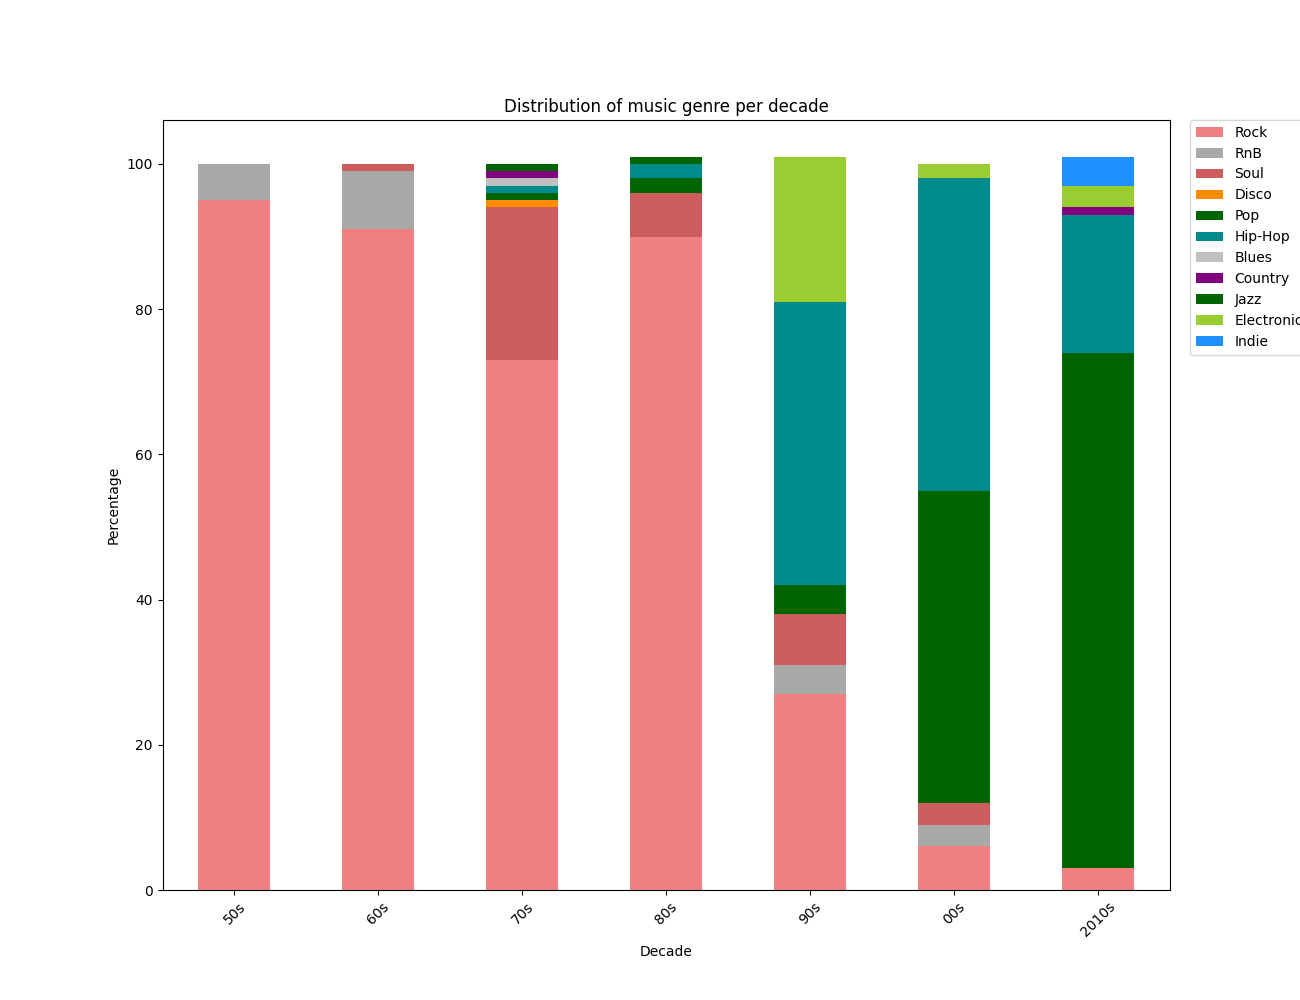 Distribution of music genre per decade
Rock
RnB
Soul
Disco
Pop
Hip-Hop
Blues
Country
Jazz
Electronic
Indie
100
80
60
40
20
0
Percentage
50s
60s
70s
80s
90s
00s
2010s
Decade